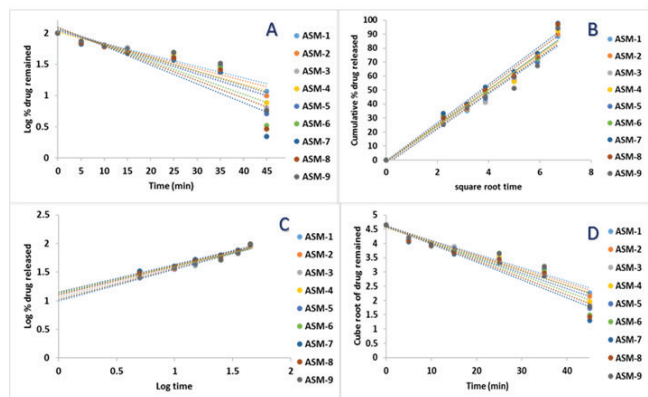 A
Log % drug remained
2.5
2
1.5
1
0.5
0
0 5 10 15 20 25 30 35 40 45 50
Time (min)
ASM-1
ASM-2
ASM-3
ASM-4
ASM-5
ASM-6
ASM-7
ASM-8
ASM-9
B
Cumulative % drug released
100
90
80
70
60
50
40
30
20
10
0
0 2 4 6 8
square root time
ASM-1
ASM-2
ASM-3
ASM-4
ASM-5
ASM-6
ASM-7
ASM-8
ASM-9
C
Log % drug released
2.5
2
1.5
1
0.5
0
0 0.5 1 1.5 2
Log time
ASM-1
ASM-2
ASM-3
ASM-4
ASM-5
ASM-6
ASM-7
ASM-8
ASM-9
D
Cube root of drug remained
5
4.5
4
3.5
3
2.5
2
1.5
1
0.5
0
0 10 20 30 40
Time (min)
ASM-1
ASM-2
ASM-3
ASM-4
ASM-5
ASM-6
ASM-7
ASM-8
ASM-9